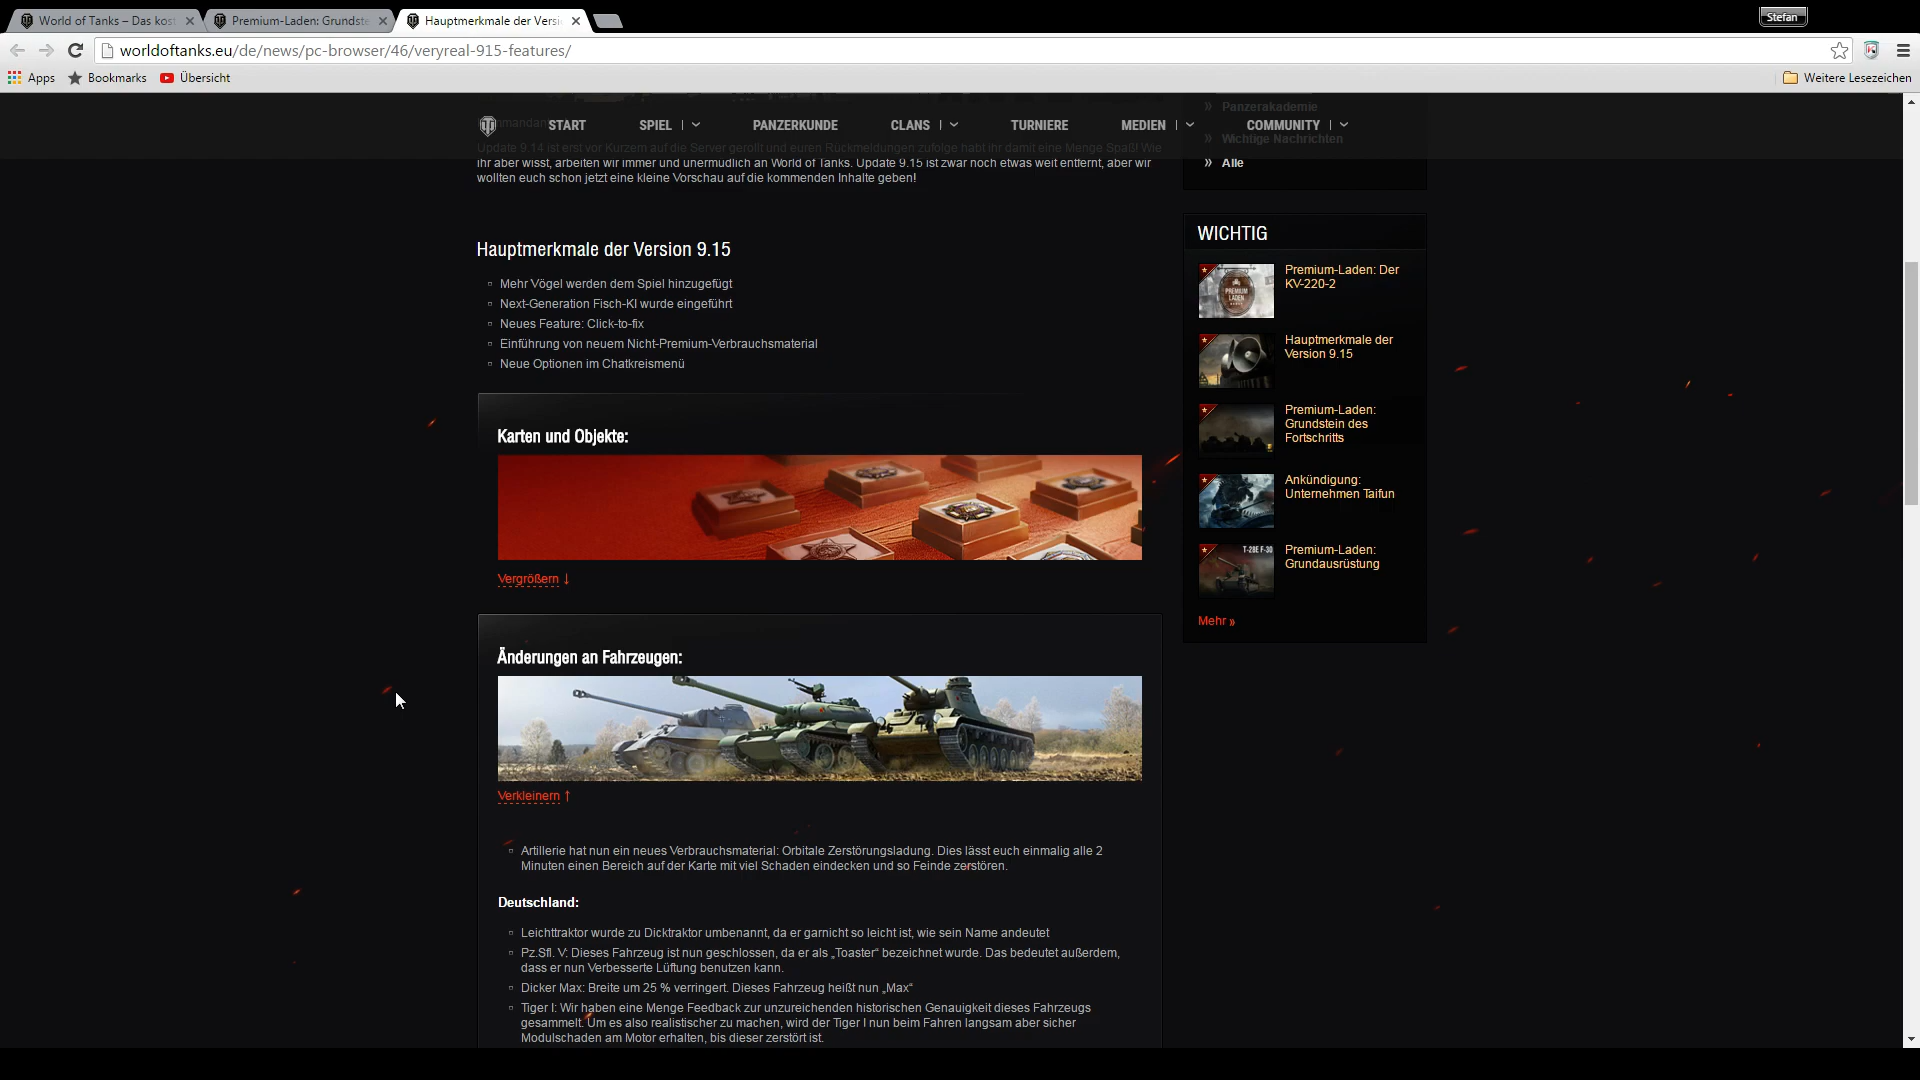 World of Tanks – Das kost
Premium-Laden: Grundste
Hauptmerkmale der Versi
Stefan
worldoftanks.eu/de/news/pc-browser/46/veryreal-915-features/
Apps
Bookmarks
Übersicht
Weitere Lesezeichen
START
SPIEL
PANZERKUNDE
CLANS
TURNIERE
MEDIEN
COMMUNITY
Update 9.14 ist erst vor Kurzem auf die Server gerollt und euren Rückmeldungen zufolge habt ihr damit eine Menge Spaß! Wie
ihr aber wisst, arbeiten wir immer und unermüdlich an World of Tanks. Update 9.15 ist zwar noch etwas weit entfernt, aber wir
wollten euch schon jetzt eine kleine Vorschau auf die kommenden Inhalte geben!
Hauptmerkmale der Version 9.15
Mehr Vögel werden dem Spiel hinzugefügt
Next-Generation Fisch-KI wurde eingeführt
Neues Feature: Click-to-fix
Einführung von neuem Nicht-Premium-Verbrauchsmaterial
Neue Optionen im Chatkreismenü
Karten und Objekte:
Vergrößern ↓
Änderungen an Fahrzeugen:
Verkleinern ↑
Artillerie hat nun ein neues Verbrauchsmaterial: Orbitale Zerstörungsladung. Dies lässt euch einmalig alle 2
Minuten einen Bereich auf der Karte mit viel Schaden eindecken und so Feinde zerstören.
Deutschland:
Leichttraktor wurde zu Dicktraktor umbenannt, da er garnicht so leicht ist, wie sein Name andeutet
Pz.Sfl. V: Dieses Fahrzeug ist nun geschlossen, da er als „Toaster“ bezeichnet wurde. Das bedeutet außerdem,
dass er nun Verbesserte Lüftung benutzen kann.
Dicker Max: Breite um 25 % verringert. Dieses Fahrzeug heißt nun „Max“
Tiger I: Wir haben eine Menge Feedback zur unzureichenden historischen Genauigkeit dieses Fahrzeugs
gesammelt. Um es also realistischer zu machen, wird der Tiger I nun beim Fahren langsam aber sicher
Modulschaden am Motor erhalten, bis dieser zerstört ist.
» Panzerakademie
» Wichtige Nachrichten
» Alle
WICHTIG
PREMIUM
LADEN
Premium-Laden: Der
KV-220-2
Hauptmerkmale der
Version 9.15
Premium-Laden:
Grundstein des
Fortschritts
Ankündigung:
Unternehmen Taifun
T-28E F-30
Premium-Laden:
Grundausrüstung
Mehr »